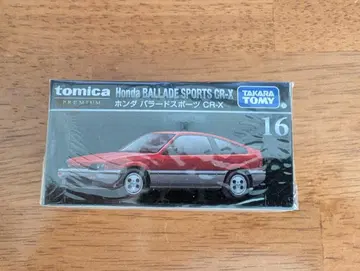 tomica Honda BALLADE SPORTS CR-X TAKARA TOMY
PREMIUM ホンダ バラードスポーツ CR-X
16